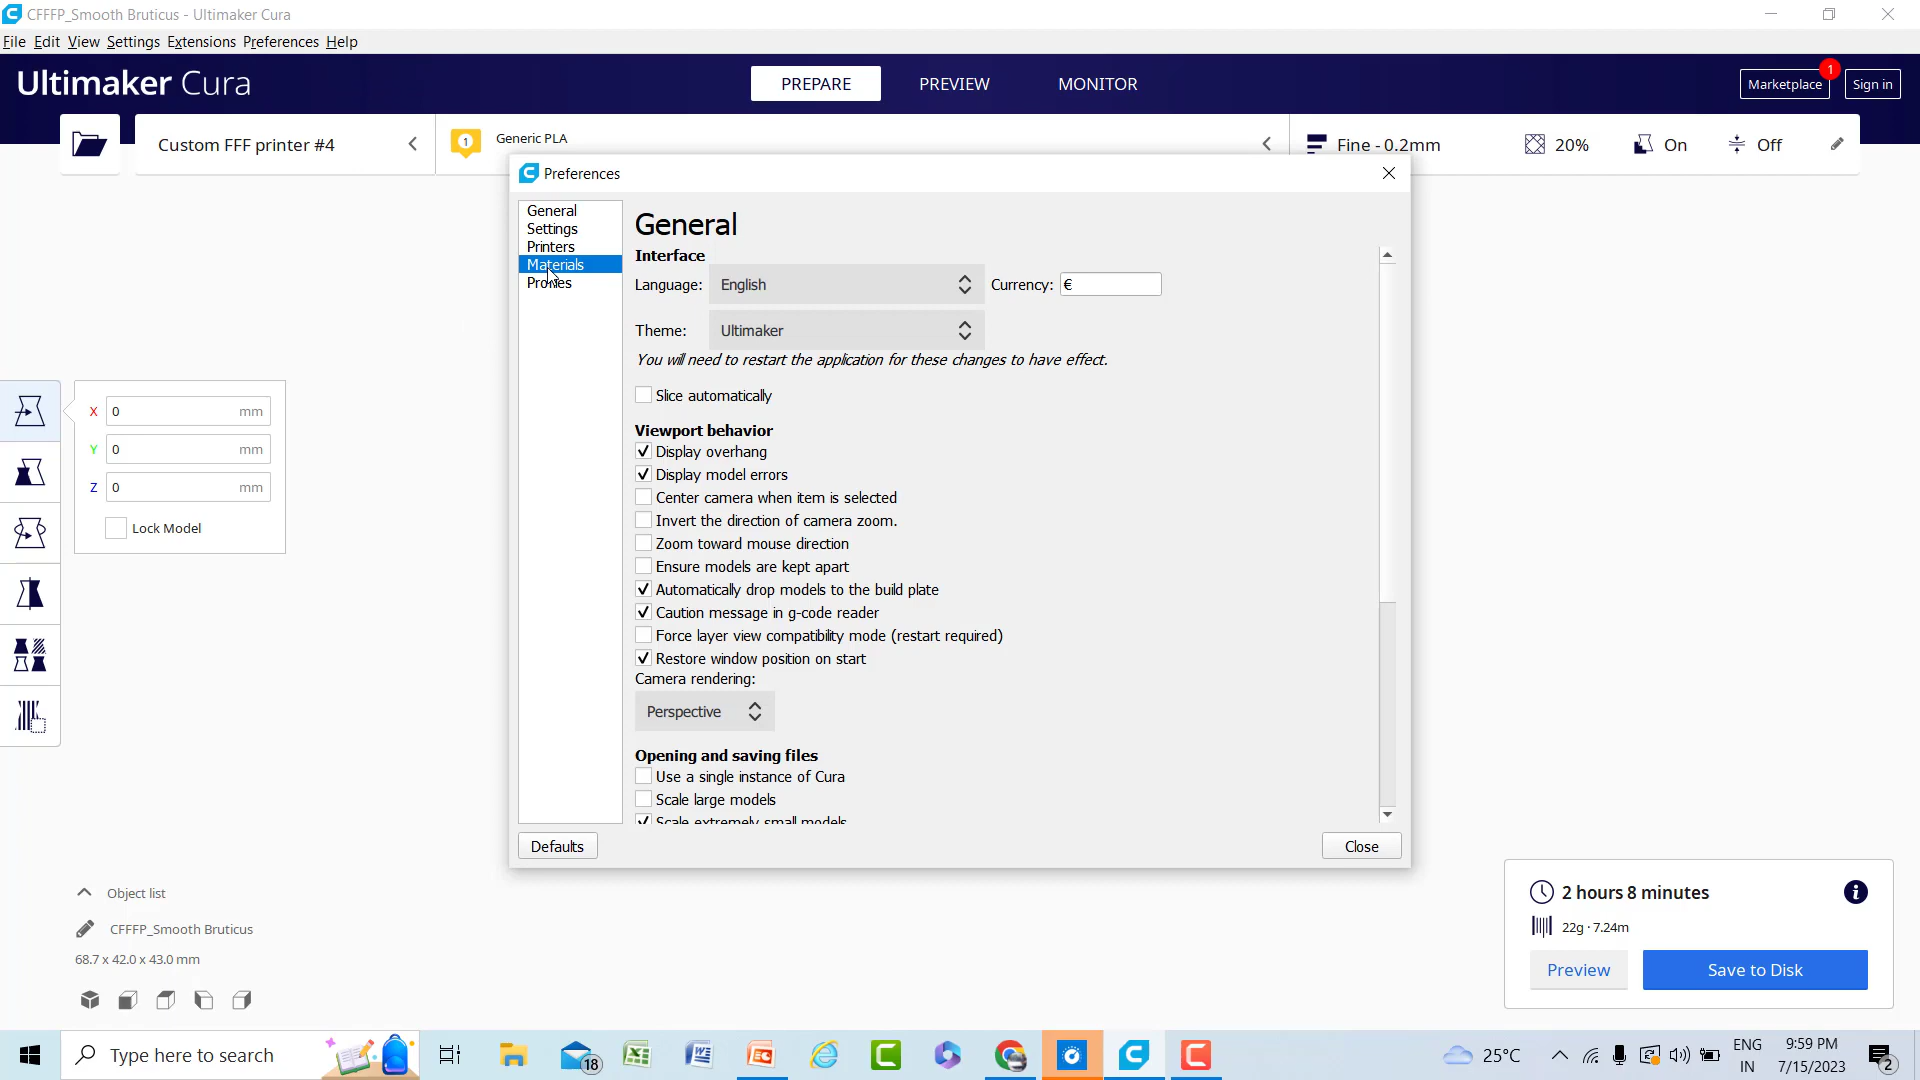 CFFFP_Smooth Bruticus - Ultimaker Cura
File Edit View Settings Extensions Preferences Help
Ultimaker Cura
PREPARE
PREVIEW
MONITOR
Marketplace
1
Sign in
Custom FFF printer #4
1
Generic PLA
Fine - 0.2mm
20%
On
Off
Preferences
General
Settings
Printers
Materials
Profiles
General
Interface
Language: English Currency: €
Theme: Ultimaker
You will need to restart the application for these changes to have effect.
Slice automatically
Viewport behavior
Display overhang
Display model errors
Center camera when item is selected
Invert the direction of camera zoom.
Zoom toward mouse direction
Ensure models are kept apart
Automatically drop models to the build plate
Caution message in g-code reader
Force layer view compatibility mode (restart required)
Restore window position on start
Camera rendering:
Perspective
Opening and saving files
Use a single instance of Cura
Scale large models
Scale extremely small models
Defaults
Close
X 0 mm
Y 0 mm
Z 0 mm
Lock Model
Object list
CFFFP_Smooth Bruticus
68.7 x 42.0 x 43.0 mm
2 hours 8 minutes
22g · 7.24m
Preview
Save to Disk
Type here to search
18
25°C
ENG
IN
9:59 PM
7/15/2023
2